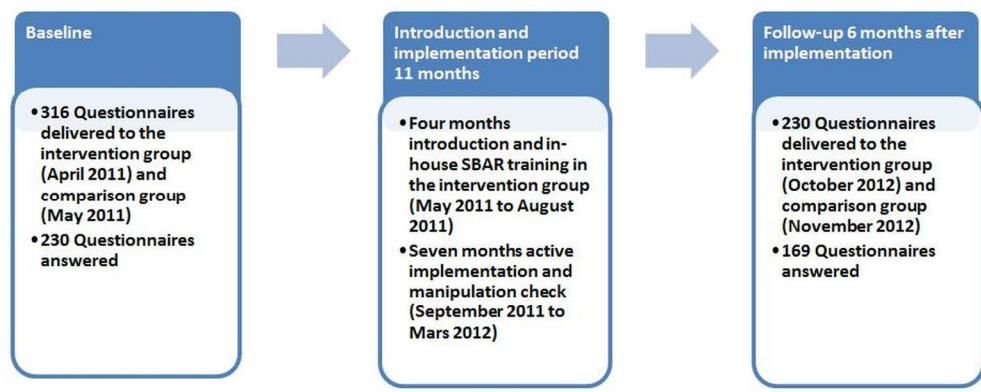 Baseline
•316 Questionnaires
delivered to the
intervention group
(April 2011) and
comparison group
(May 2011)
•230 Questionnaires
answered
Introduction and
implementation period
11 months
•Four months
introduction and in-
house SBAR training in
the intervention group
(May 2011 to August
2011)
•Seven months active
implementation and
manipulation check
(September 2011 to
Mars 2012)
Follow-up 6 months after
implementation
•230 Questionnaires
delivered to the
intervention group
(October 2012) and
comparison group
(November 2012)
•169 Questionnaires
answered